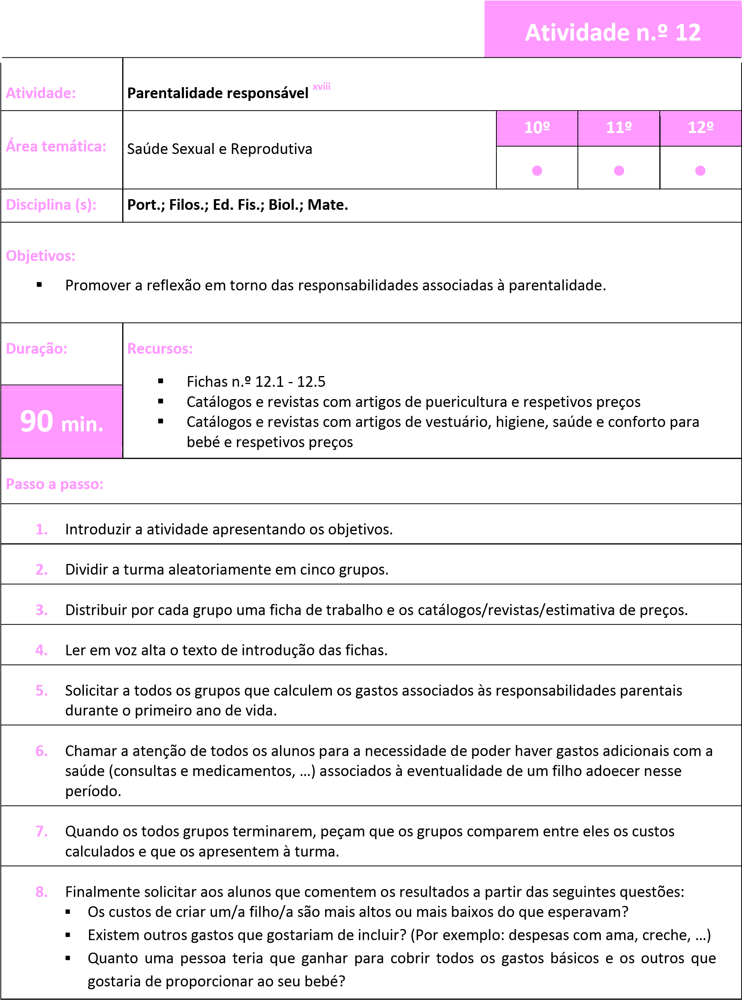 Atividade n.º 12
Atividade:
Parentalidade responsável xviii
Área temática:
Saúde Sexual e Reprodutiva
10º 11º 12º
● ● ●
Disciplina (s):
Port.; Filos.; Ed. Fis.; Biol.; Mate.
Objetivos:
▪ Promover a reflexão em torno das responsabilidades associadas à parentalidade.
Duração:
90 min.
Recursos:
▪ Fichas n.º 12.1 - 12.5
▪ Catálogos e revistas com artigos de puericultura e respetivos preços
▪ Catálogos e revistas com artigos de vestuário, higiene, saúde e conforto para
bebé e respetivos preços
Passo a passo:
1. Introduzir a atividade apresentando os objetivos.
2. Dividir a turma aleatoriamente em cinco grupos.
3. Distribuir por cada grupo uma ficha de trabalho e os catálogos/revistas/estimativa de preços.
4. Ler em voz alta o texto de introdução das fichas.
5. Solicitar a todos os grupos que calculem os gastos associados às responsabilidades parentais
durante o primeiro ano de vida.
6. Chamar a atenção de todos os alunos para a necessidade de poder haver gastos adicionais com a
saúde (consultas e medicamentos, …) associados à eventualidade de um filho adoecer nesse
período.
7. Quando os todos grupos terminarem, peçam que os grupos comparem entre eles os custos
calculados e que os apresentem à turma.
8. Finalmente solicitar aos alunos que comentem os resultados a partir das seguintes questões:
▪ Os custos de criar um/a filho/a são mais altos ou mais baixos do que esperavam?
▪ Existem outros gastos que gostariam de incluir? (Por exemplo: despesas com ama, creche, …)
▪ Quanto uma pessoa teria que ganhar para cobrir todos os gastos básicos e os outros que
gostaria de proporcionar ao seu bebé?